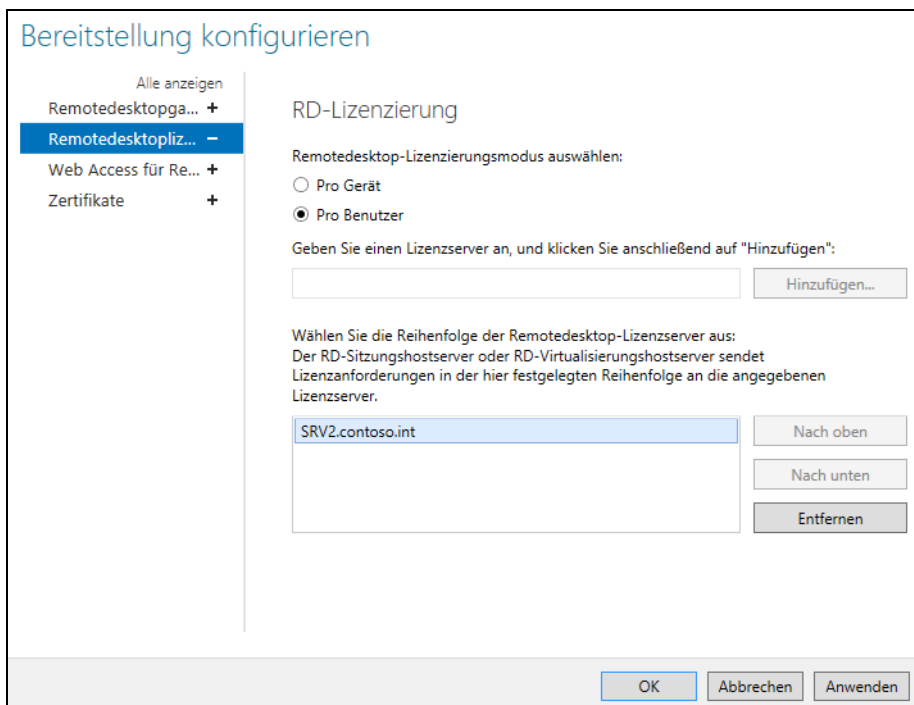 Bereitstellung konfigurieren
Alle anzeigen
Remotedesktopga... +
Remotedesktopliz... –
Web Access für Re... +
Zertifikate +
RD-Lizenzierung
Remotedesktop-Lizenzierungsmodus auswählen:
Pro Gerät
Pro Benutzer
Geben Sie einen Lizenzserver an, und klicken Sie anschließend auf "Hinzufügen":
Hinzufügen...
Wählen Sie die Reihenfolge der Remotedesktop-Lizenzserver aus:
Der RD-Sitzungshostserver oder RD-Virtualisierungshostserver sendet
Lizenzanforderungen in der hier festgelegten Reihenfolge an die angegebenen
Lizenzserver.
SRV2.contoso.int
Nach oben
Nach unten
Entfernen
OK
Abbrechen
Anwenden